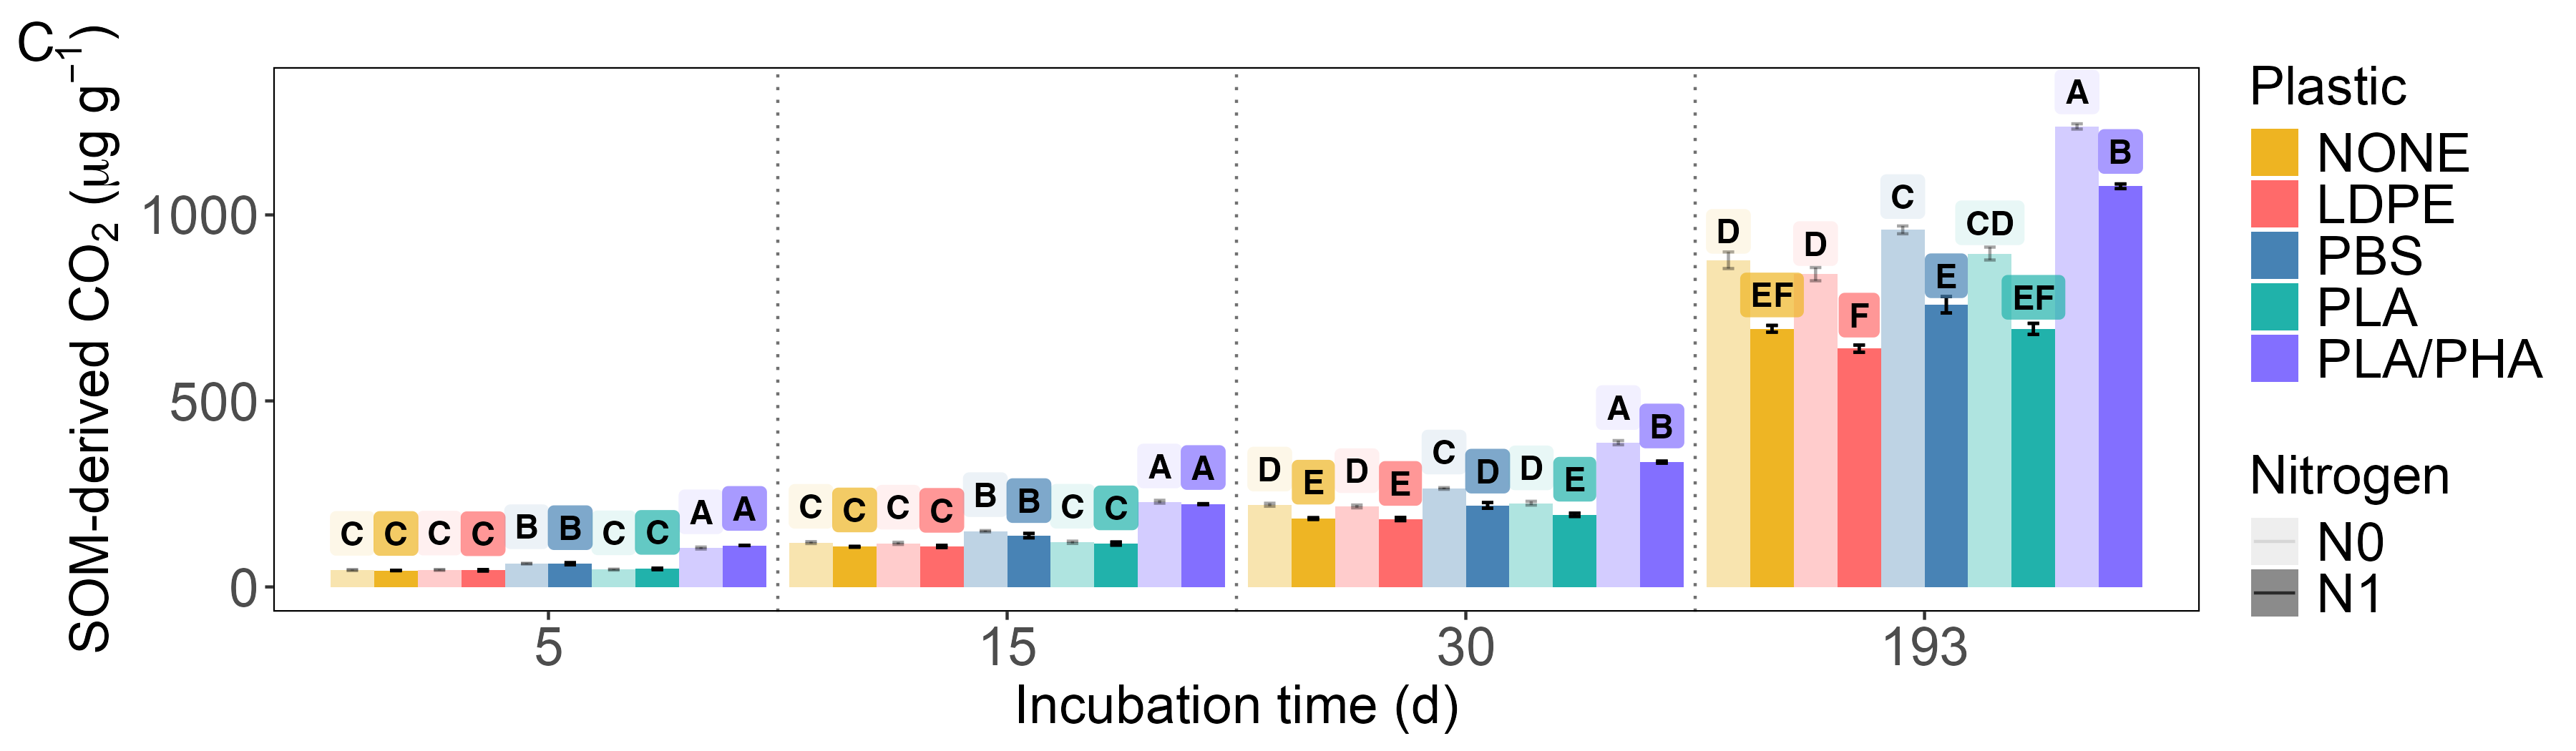 C
SOM-derived CO₂ (μg g⁻¹)
1000
500
0
C C C C B B C C A A
C C C C B B C C A A
D E D E C D D E A B
D EF D F C E CD EF A B
5 15 30 193
Incubation time (d)
Plastic
NONE
LDPE
PBS
PLA
PLA/PHA
Nitrogen
N0
N1